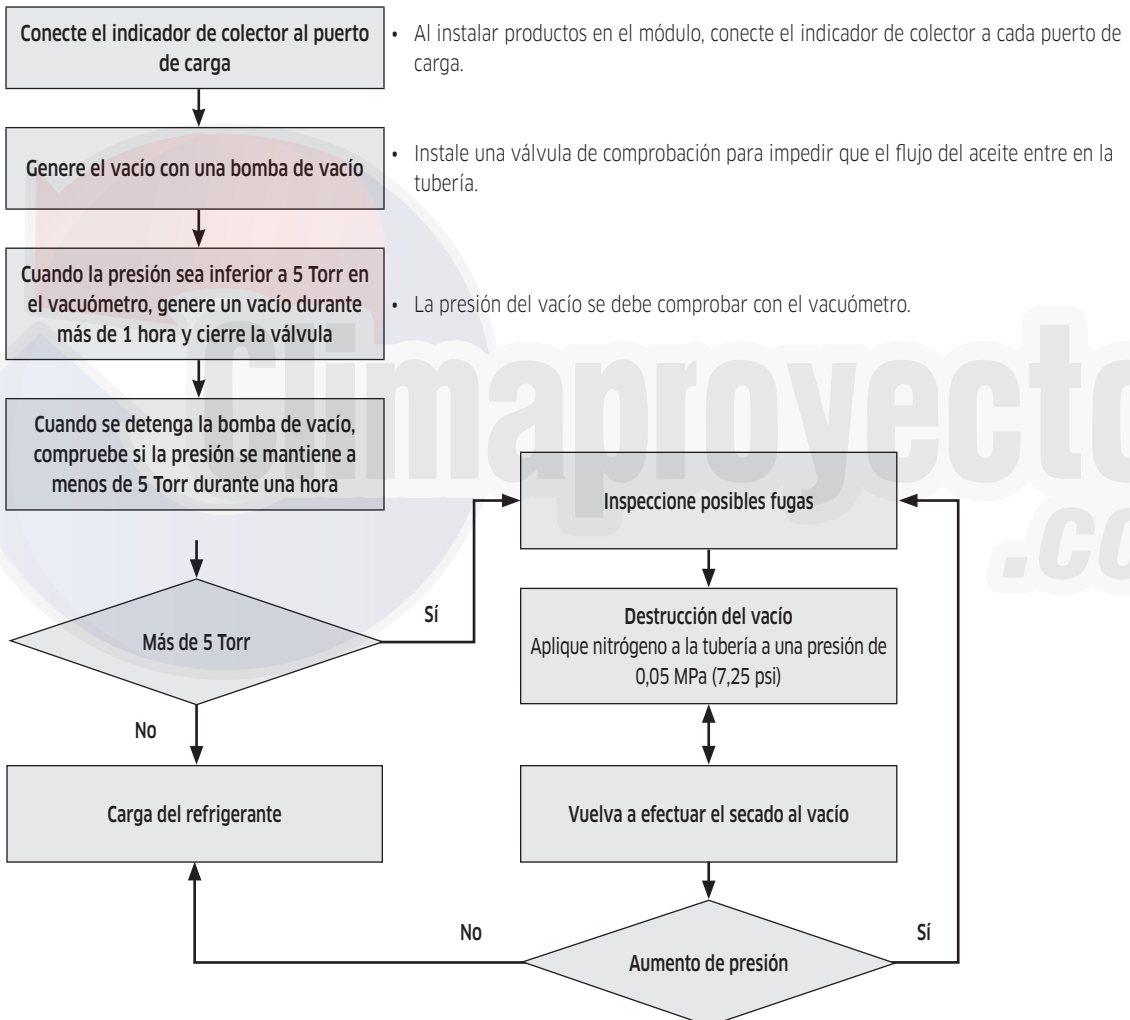 Conecte el indicador de colector al puerto
de carga
• Al instalar productos en el módulo, conecte el indicador de colector a cada puerto de
carga.
Genere el vacío con una bomba de vacío
• Instale una válvula de comprobación para impedir que el flujo del aceite entre en la
tubería.
Cuando la presión sea inferior a 5 Torr en
el vacuómetro, genere un vacío durante
más de 1 hora y cierre la válvula
• La presión del vacío se debe comprobar con el vacuómetro.
Cuando se detenga la bomba de vacío,
compruebe si la presión se mantiene a
menos de 5 Torr durante una hora
Más de 5 Torr
Sí
No
Carga del refrigerante
Inspeccione posibles fugas
Destrucción del vacío
Aplique nitrógeno a la tubería a una presión de
0,05 MPa (7,25 psi)
Vuelva a efectuar el secado al vacío
Aumento de presión
No
Sí
Climaproyecto
.co